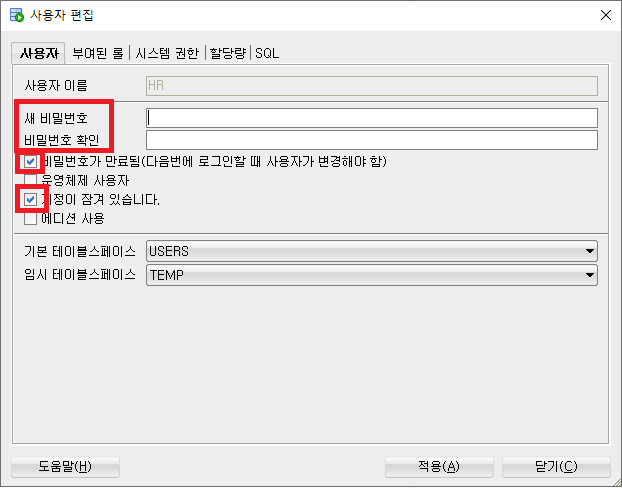 사용자 편집
사용자 부여된 롤 시스템 권한 할당량 SQL
사용자 이름 HR
새 비밀번호
비밀번호 확인
비밀번호가 만료됨(다음번에 로그인할 때 사용자가 변경해야 함)
운영체제 사용자
계정이 잠겨 있습니다.
에디션 사용
기본 테이블스페이스 USERS
임시 테이블스페이스 TEMP
도움말(H) 적용(A) 닫기(C)